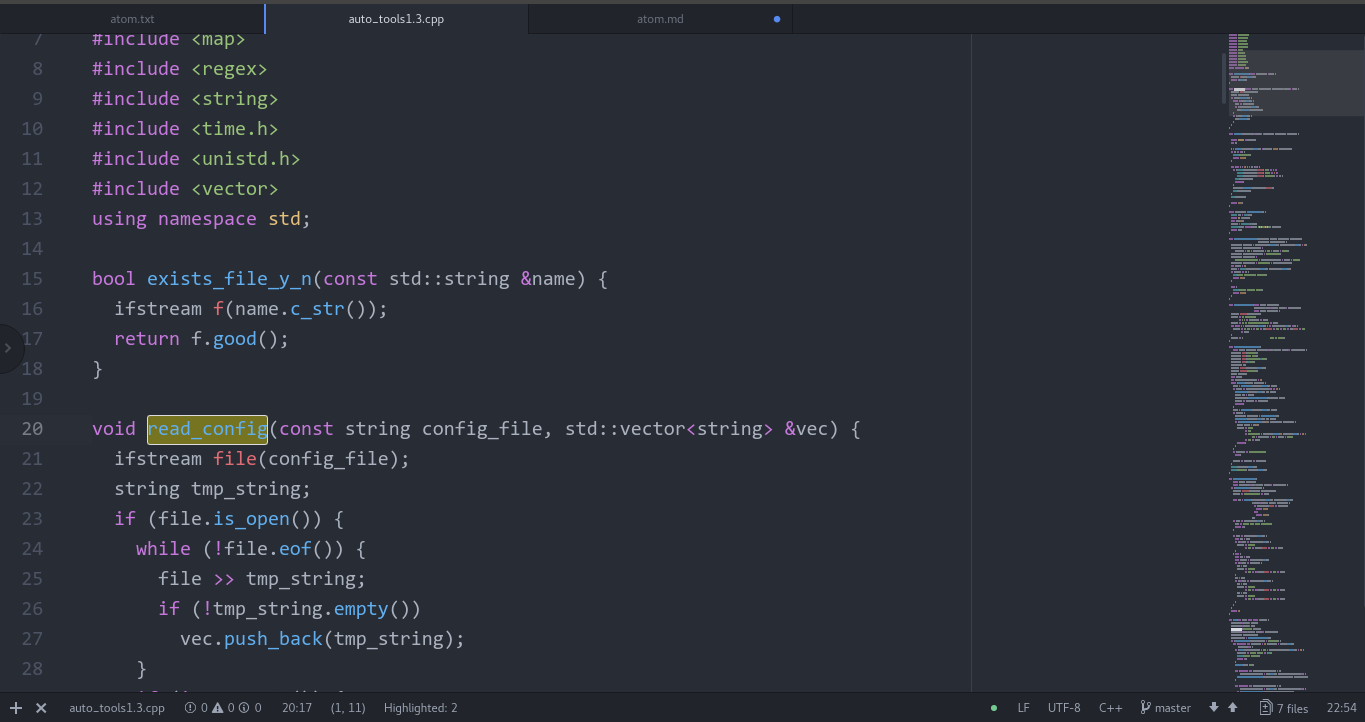 atom.txt auto_tools1.3.cpp atom.md
7 #include <map>
8 #include <regex>
9 #include <string>
10 #include <time.h>
11 #include <unistd.h>
12 #include <vector>
13 using namespace std;
14
15 bool exists_file_y_n(const std::string &name) {
16 ifstream f(name.c_str());
17 return f.good();
18 }
19
20 void read_config(const string config_file, std::vector<string> &vec) {
21 ifstream file(config_file);
22 string tmp_string;
23 if (file.is_open()) {
24 while (!file.eof()) {
25 file >> tmp_string;
26 if (!tmp_string.empty())
27 vec.push_back(tmp_string);
28 }
auto_tools1.3.cpp 0 0 0 20:17 (1, 11) Highlighted: 2 LF UTF-8 C++ master 7 files 22:54